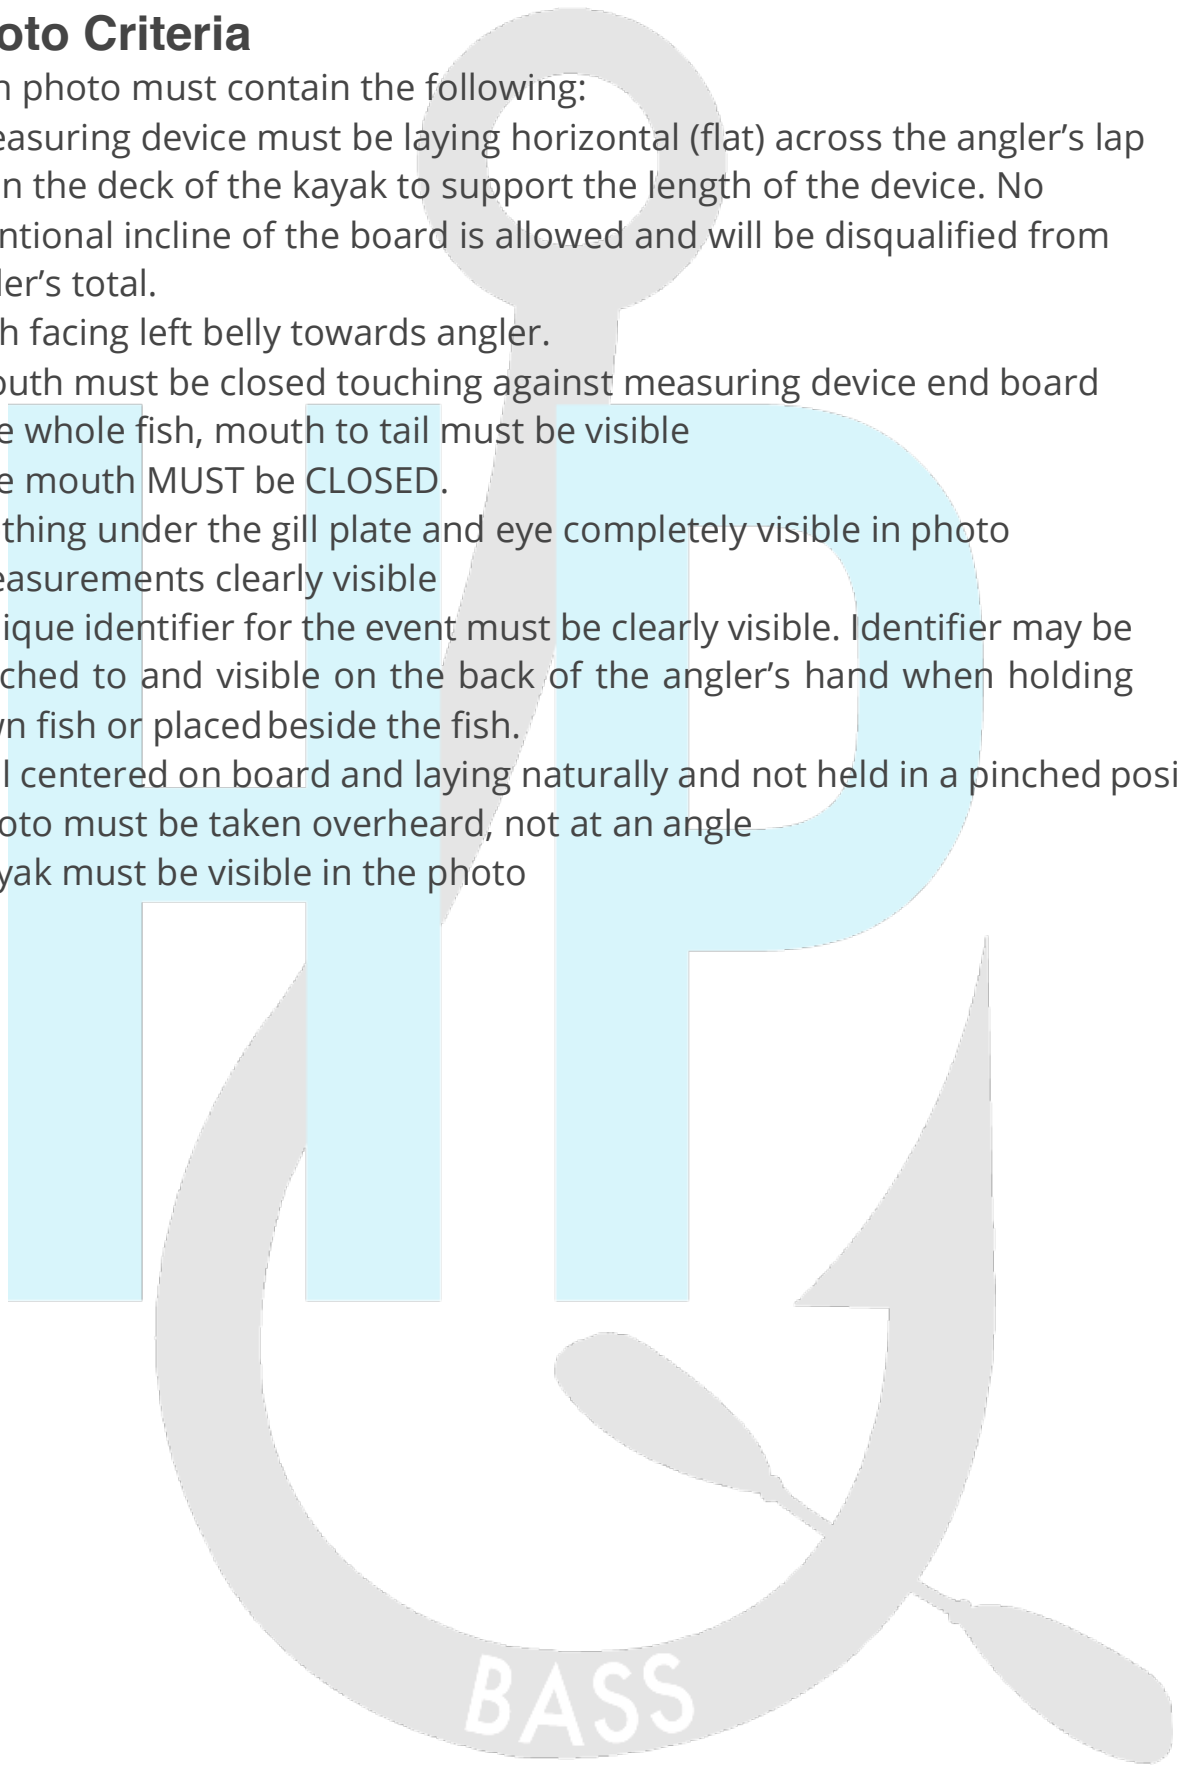 oto Criteria
n photo must contain the following:
easuring device must be laying horizontal (flat) across the angler's lap
n the deck of the kayak to support the length of the device. No
ntional incline of the board is allowed and will be disqualified from
ler's total.
h facing left belly towards angler.
outh must be closed touching against measuring device end board
e whole fish, mouth to tail must be visible
e mouth MUST be CLOSED.
thing under the gill plate and eye completely visible in photo
easurements clearly visible
ique identifier for the event must be clearly visible. Identifier may be
ched to and visible on the back of the angler's hand when holding
wn fish or placed beside the fish.
l centered on board and laying naturally and not held in a pinched posi
oto must be taken overheard, not at an angle
yak must be visible in the photo
HP
BASS